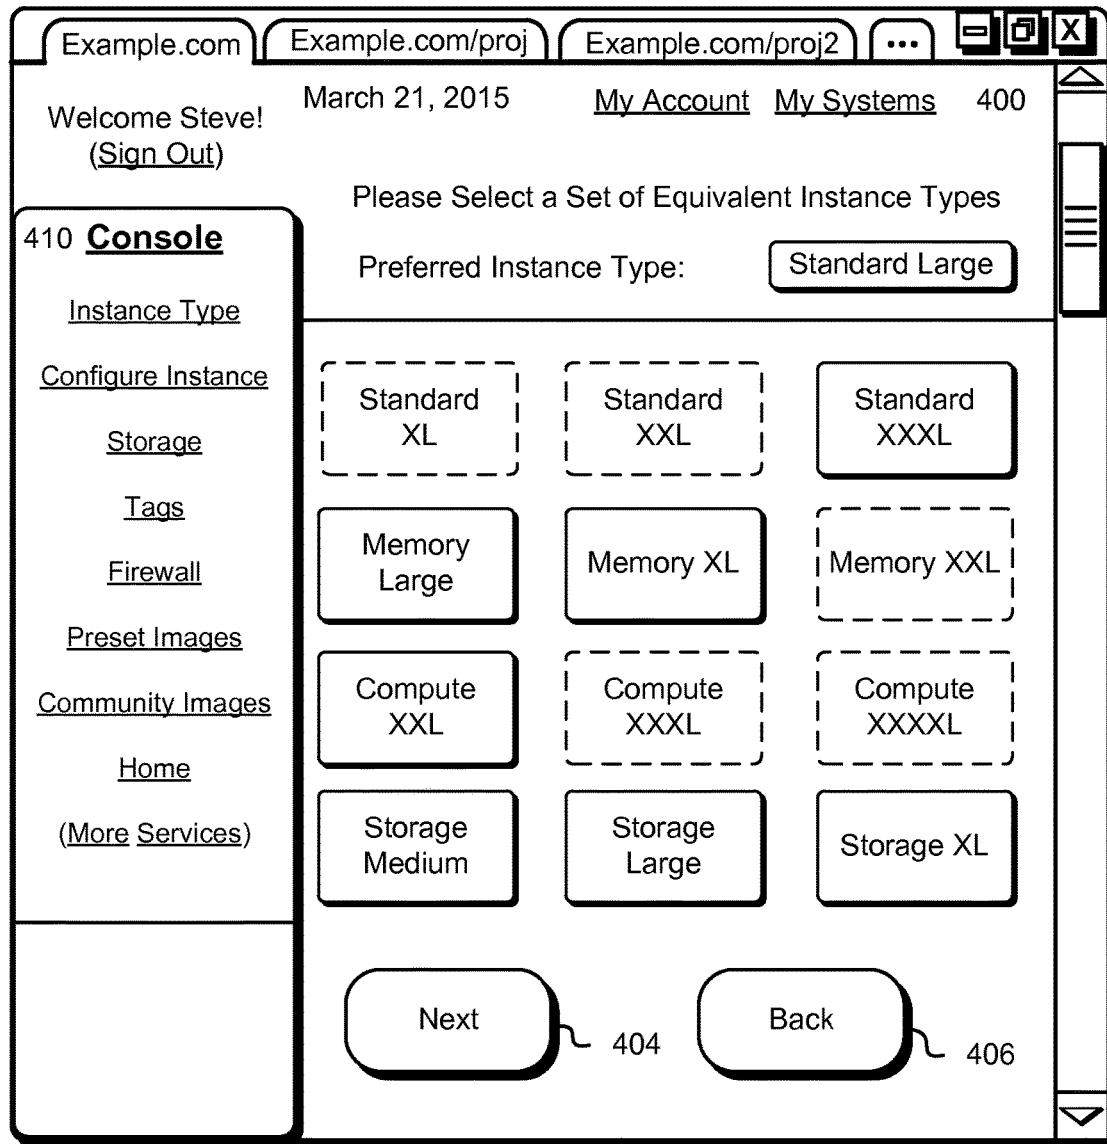 Example.com
Example.com/proj
Example.com/proj2
...
X
Welcome Steve!
(Sign Out)
March 21, 2015
My Account
My Systems
400
Please Select a Set of Equivalent Instance Types
Preferred Instance Type:
Standard Large
410 Console
Instance Type
Configure Instance
Storage
Tags
Firewall
Preset Images
Community Images
Home
(More Services)
Standard
XL
Standard
XXL
Standard
XXXL
Memory
Large
Memory XL
Memory XXL
Compute
XXL
Compute
XXXL
Compute
XXXXL
Storage
Medium
Storage
Large
Storage XL
Next
404
Back
406